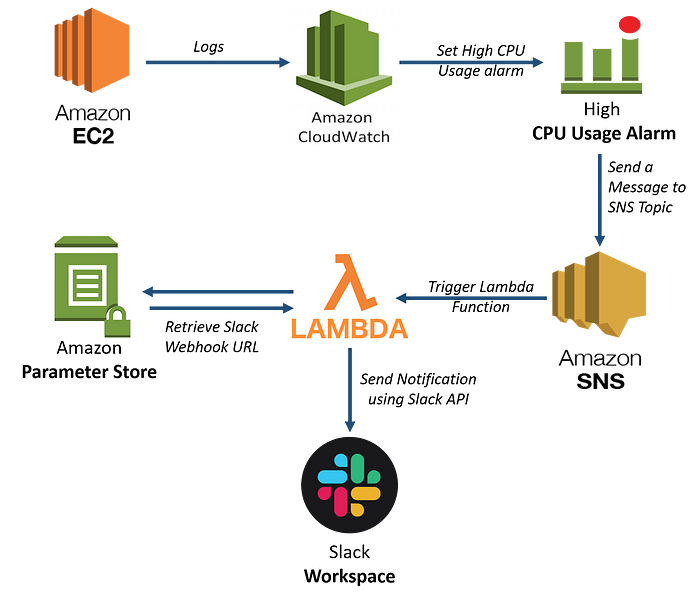 Logs
Set High CPU
Usage alarm
Amazon
EC2
Amazon
CloudWatch
High
CPU Usage Alarm
Send a
Message to
SNS Topic
Trigger Lambda
Function
LAMBDA
Retrieve Slack
Webhook URL
Amazon
Parameter Store
Amazon
SNS
Send Notification
using Slack API
Slack
Workspace